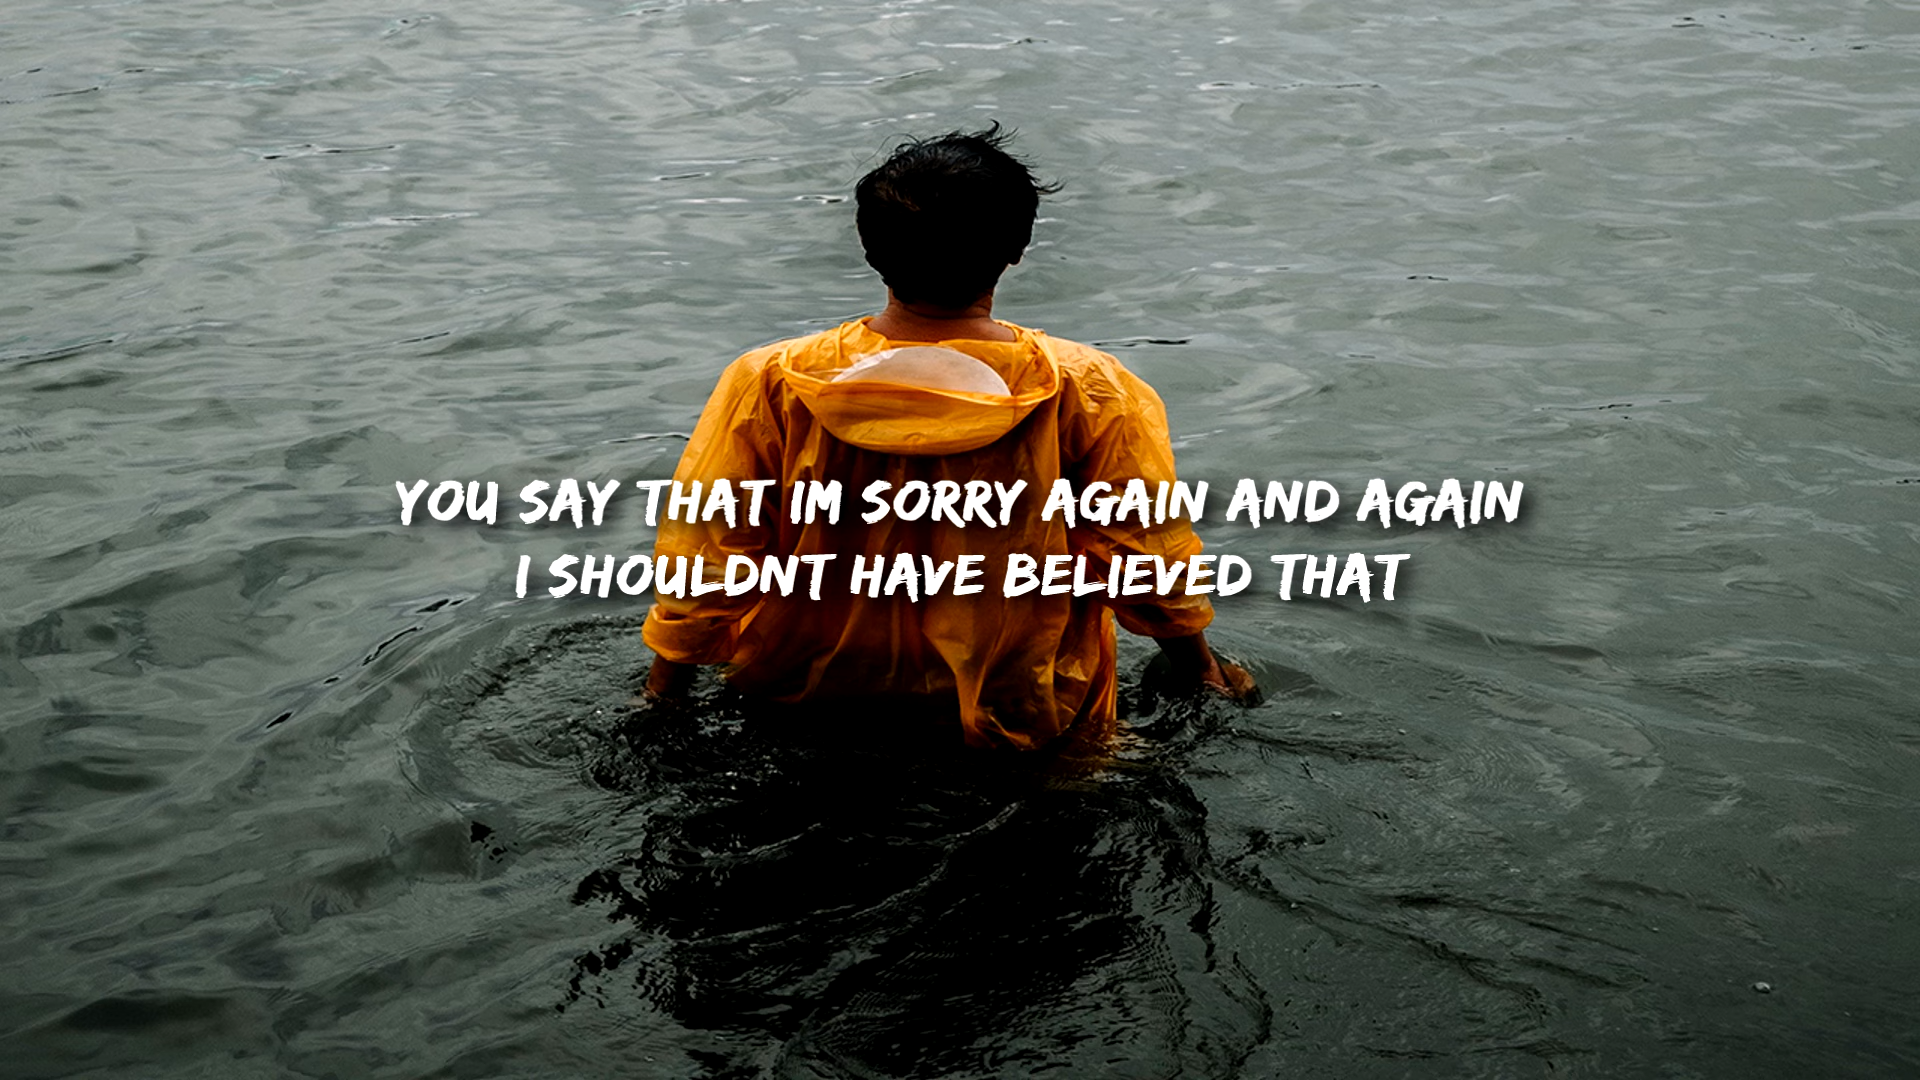 YOU SAY THAT IM SORRY AGAIN AND AGAIN
I SHOULDNT HAVE BELIEVED THAT